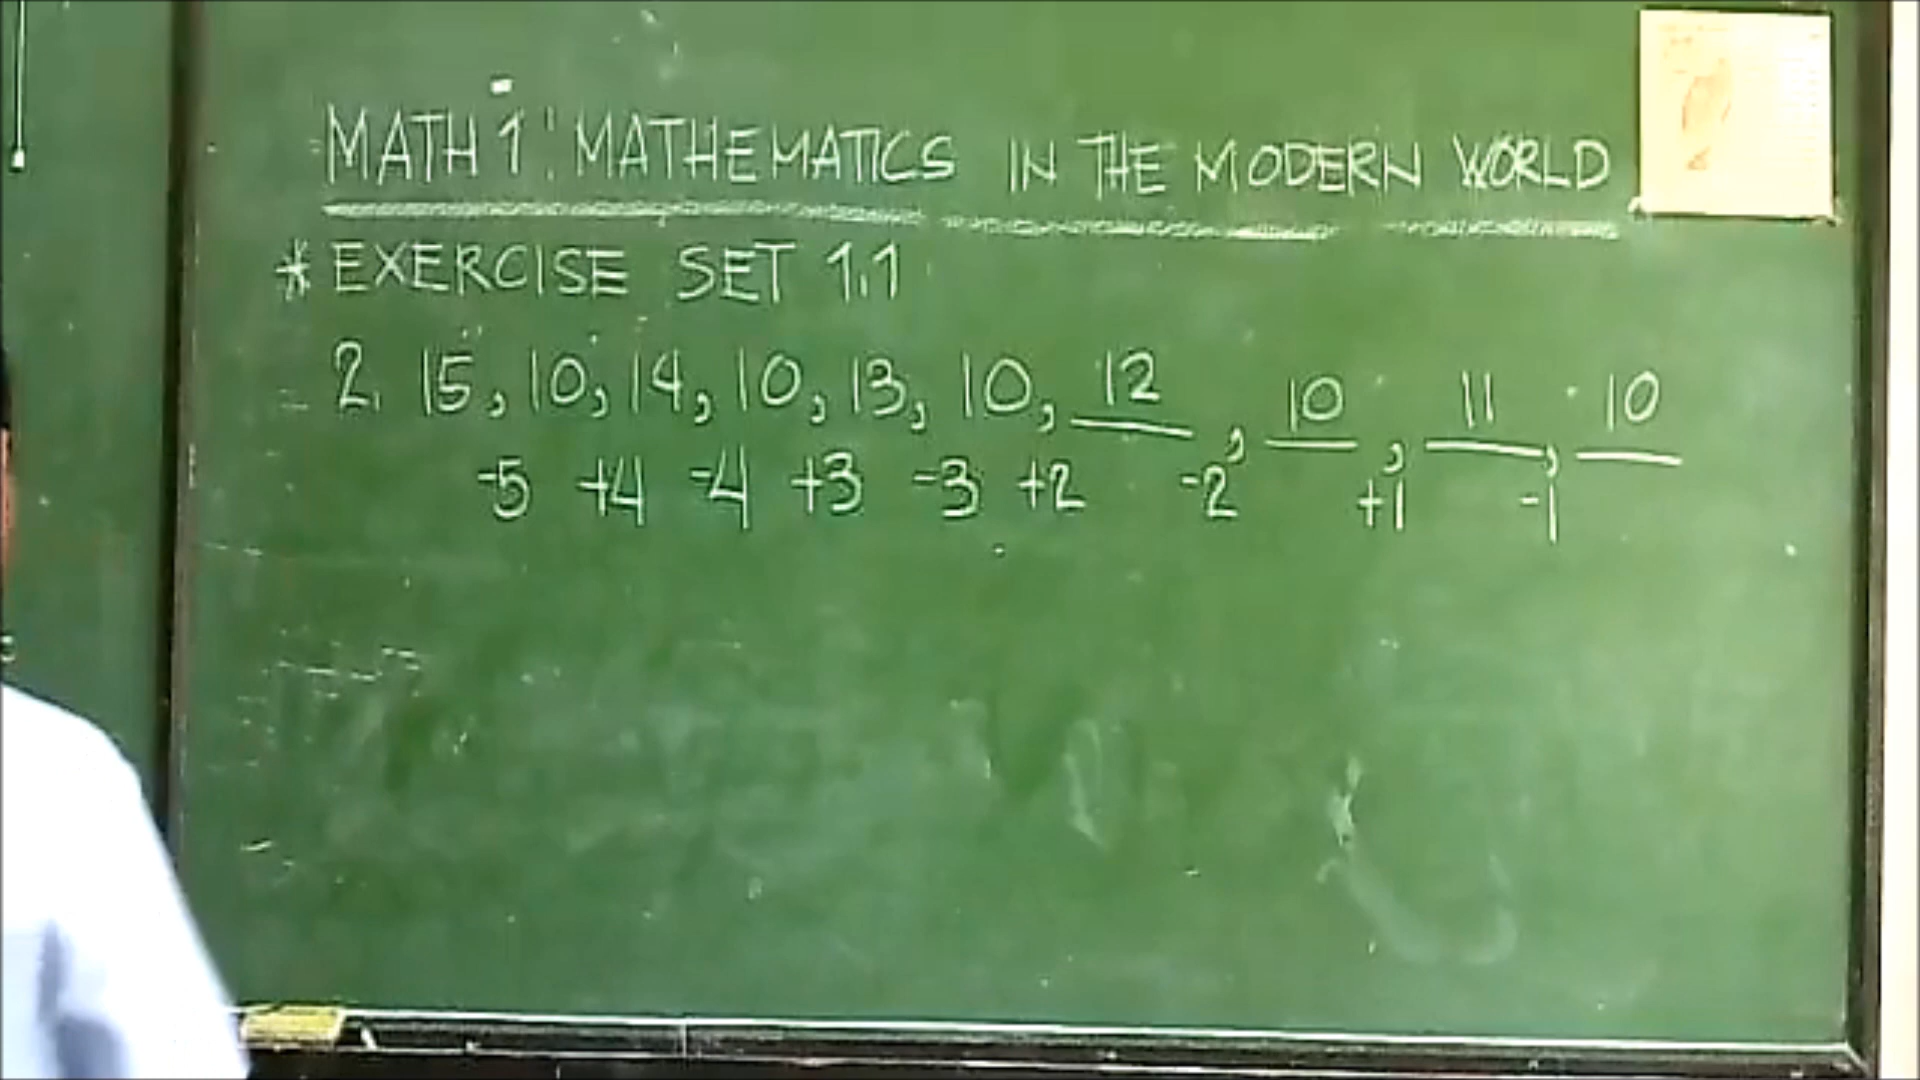 MATH 1: MATHEMATICS IN THE MODERN WORLD
* EXERCISE SET 1.1
2. 15, 10, 14, 10, 13, 10, 12, 10, 11, 10
-5 +4 -4 +3 -3 +2 -2 +1 -1